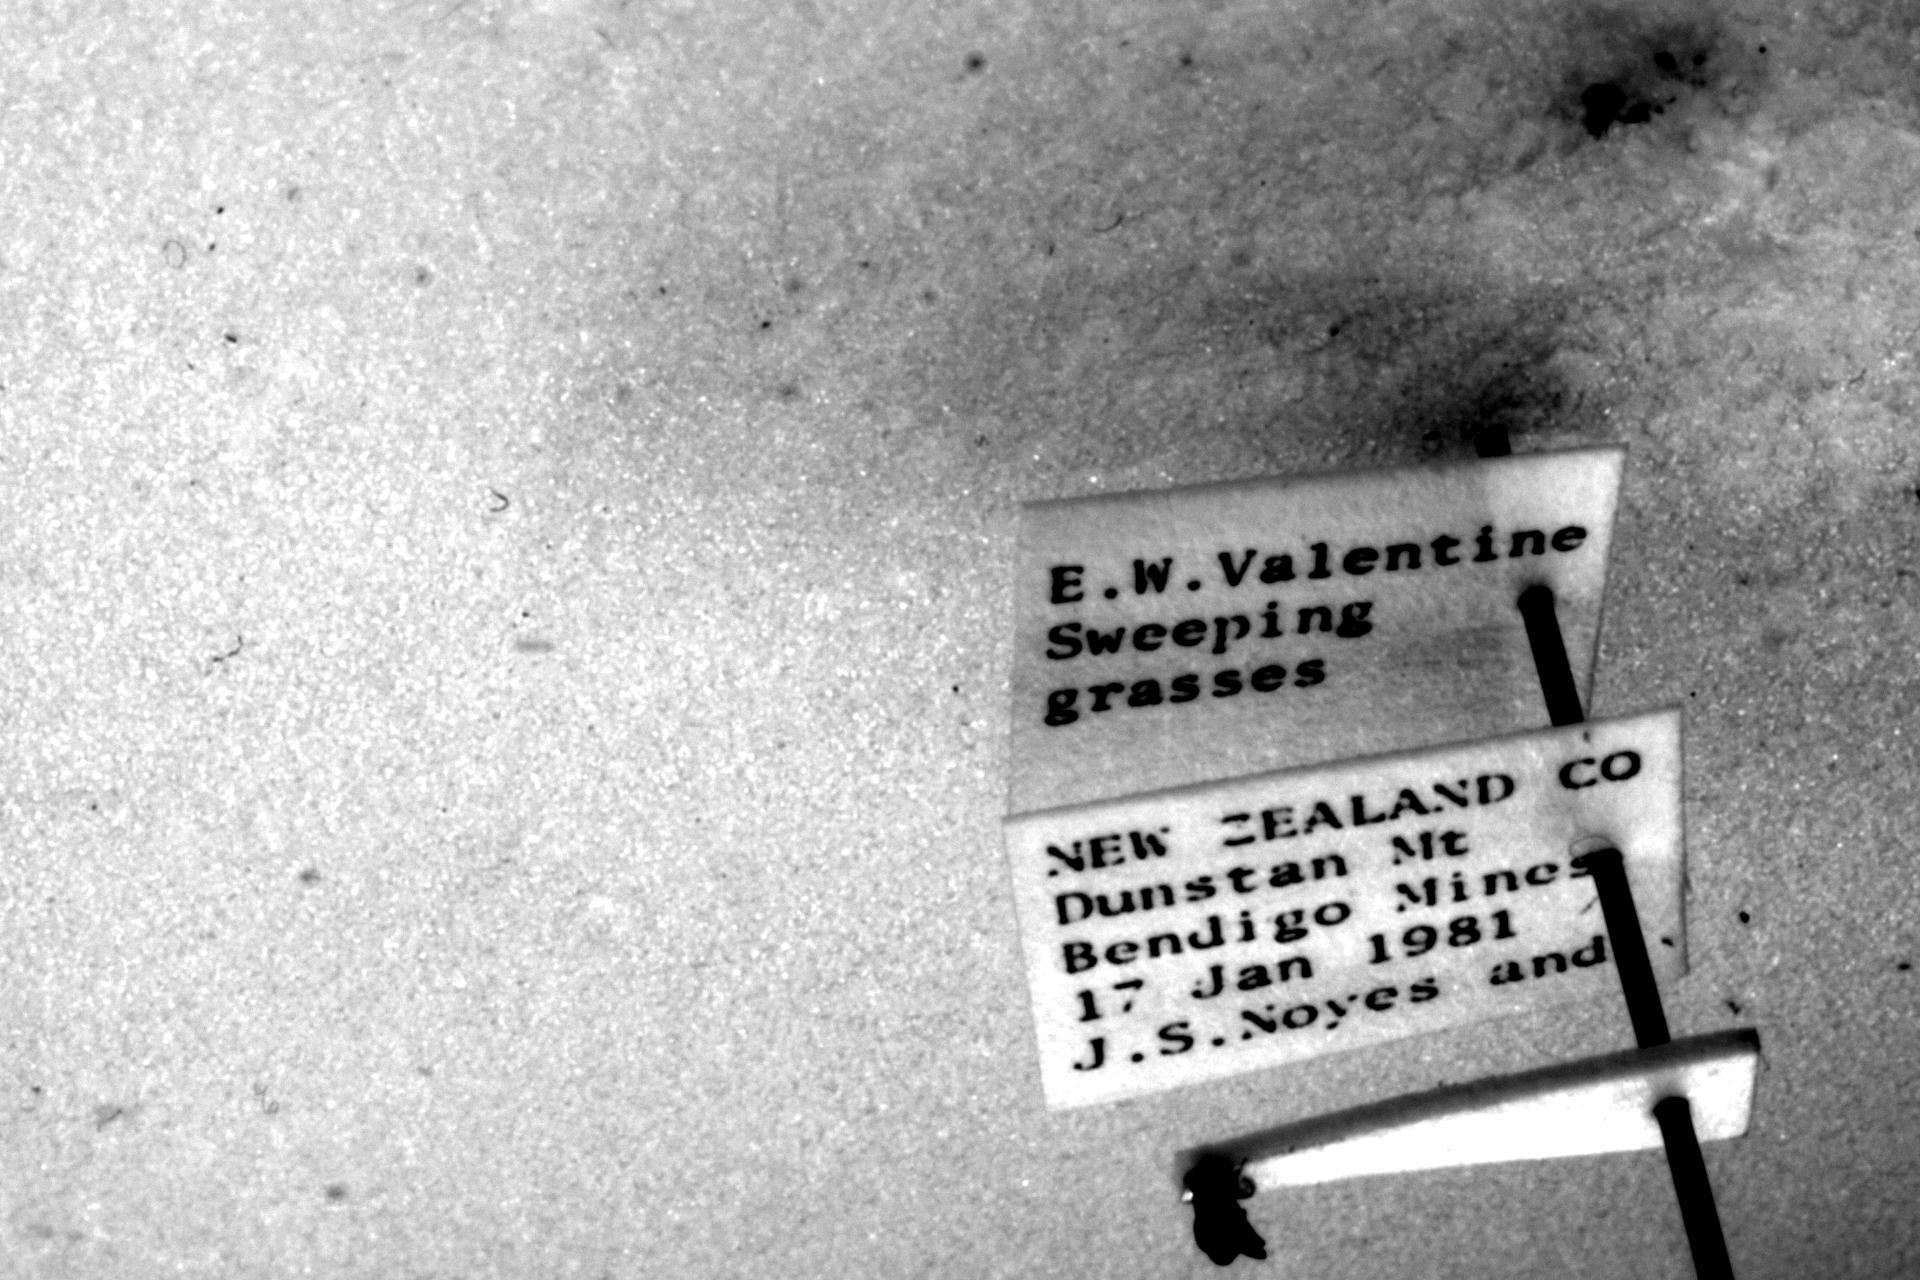 E.W.Valentine
Sweeping
grasses
NEW ZEALAND CO
Dunstan Mt
Bendigo Mines
17 Jan 1981
J.S.Noyes and